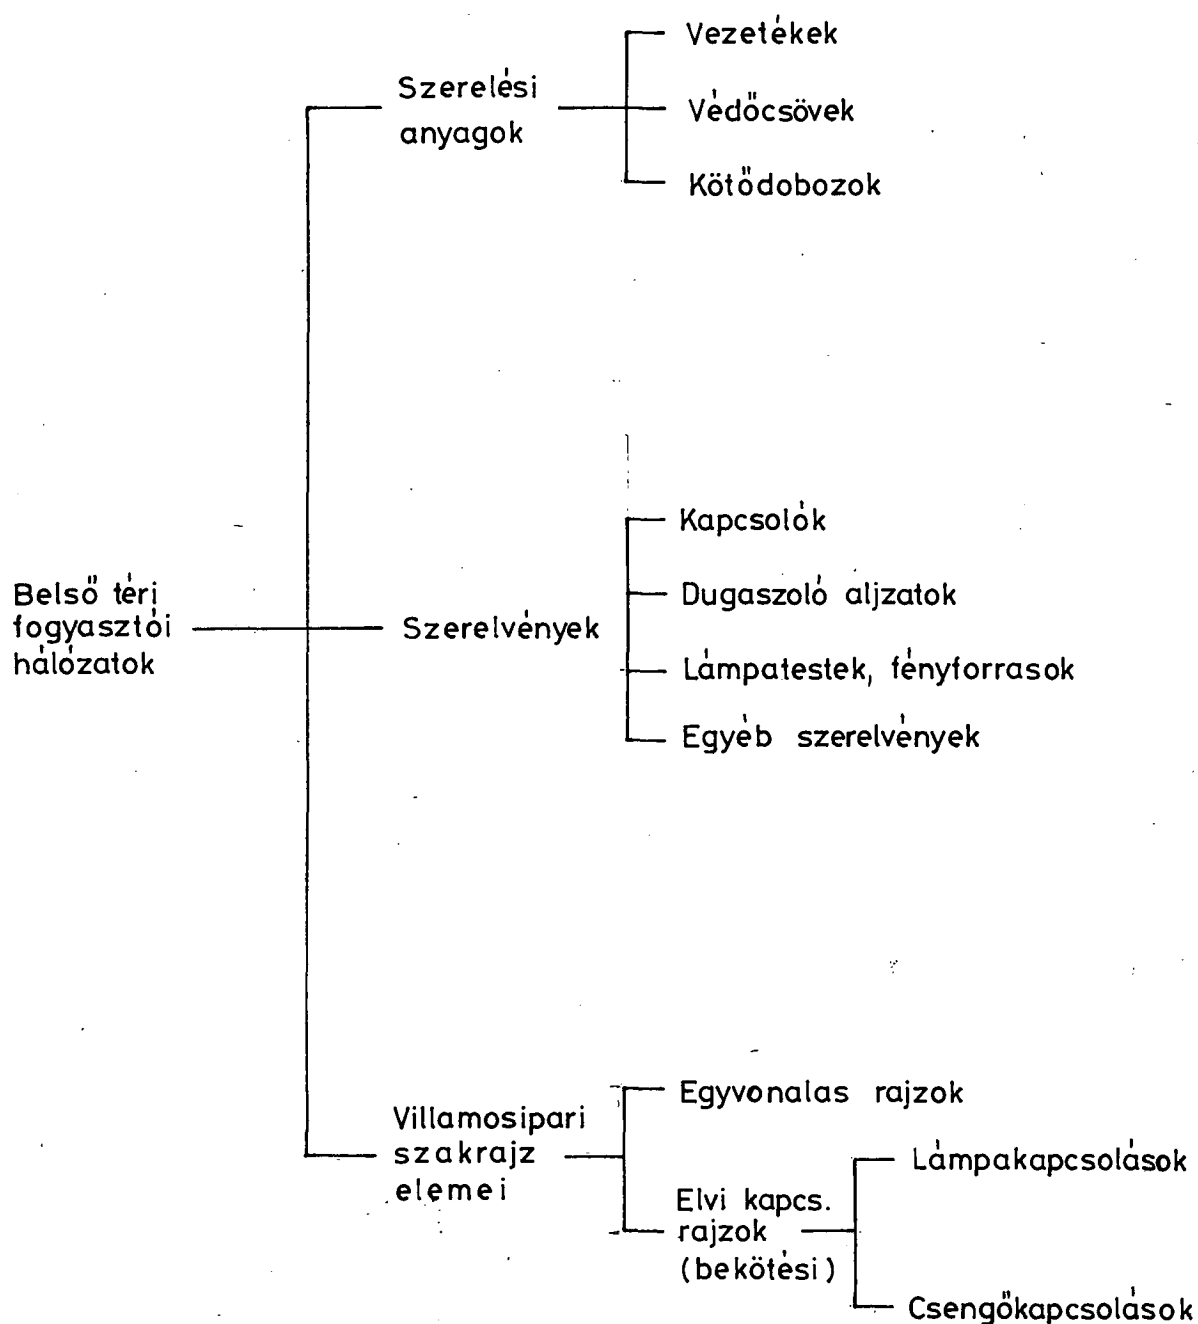 Vezetékek
Szerelési
anyagok
Védőcsövek
Kötődobozok
Belső téri
fogyasztói
hálózatok
Szerelvények
Kapcsolók
Dugaszoló aljzatok
Lámpatestek, fényforrasok
Egyéb szerelvények
Villamosipari
szakrajz
elemei
Egyvonalas rajzok
Elvi kapcs.
rajzok
(bekötési)
Lámpakapcsolások
Csengőkapcsolások